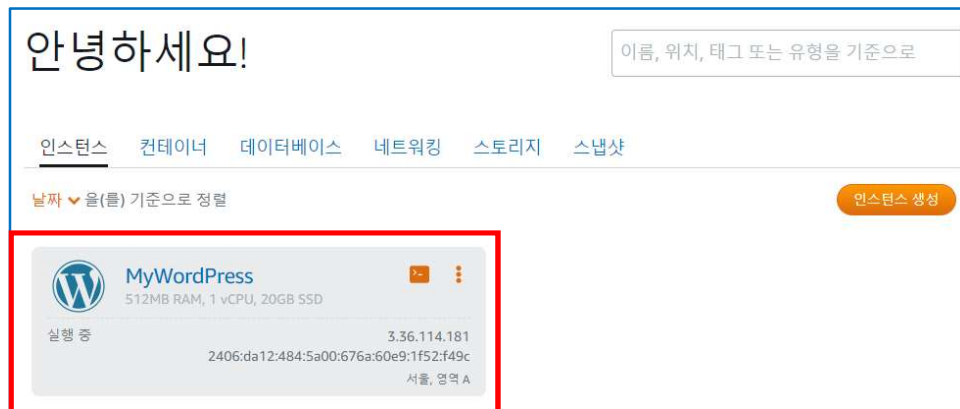 안녕하세요!
이름, 위치, 태그 또는 유형을 기준으로
인스턴스 컨테이너 데이터베이스 네트워킹 스토리지 스냅샷
날짜 을(를) 기준으로 정렬
인스턴스 생성
MyWordPress
512MB RAM, 1 vCPU, 20GB SSD
실행 중
3.36.114.181
2406:da12:484:5a00:676a:60e9:1f52:f49c
서울, 영역 A